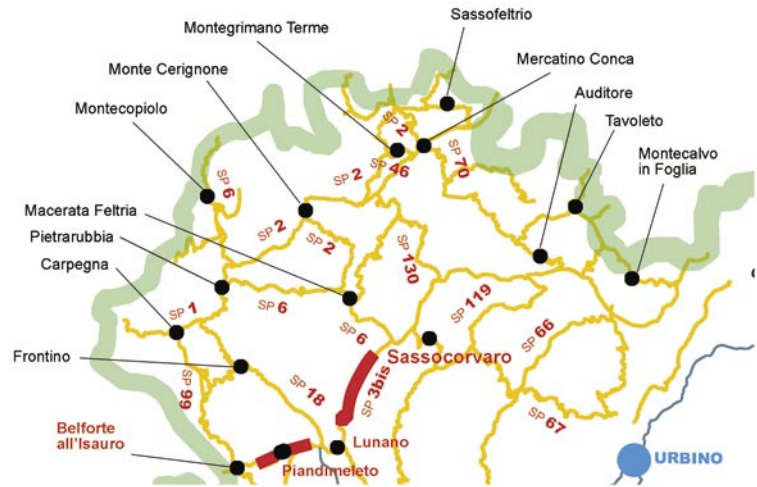 Sassofeltrio
Montegrimano Terme
Mercatino Conca
Monte Cerignone
Auditore
Montecopiolo
Tavoleto
Montecalvo
in Foglia
SP 2
SP 46
SP 70
SP 2
SP 6
Macerata Feltria
SP 2
SP 2
Pietrarubbia
SP 130
Carpegna
SP 1
SP 6
SP 119
SP 6
SP 66
Frontino
Sassocorvaro
SP 99
SP 18
SP 3bis
SP 67
Belforte
all'Isauro
Lunano
Piandimeleto
URBINO